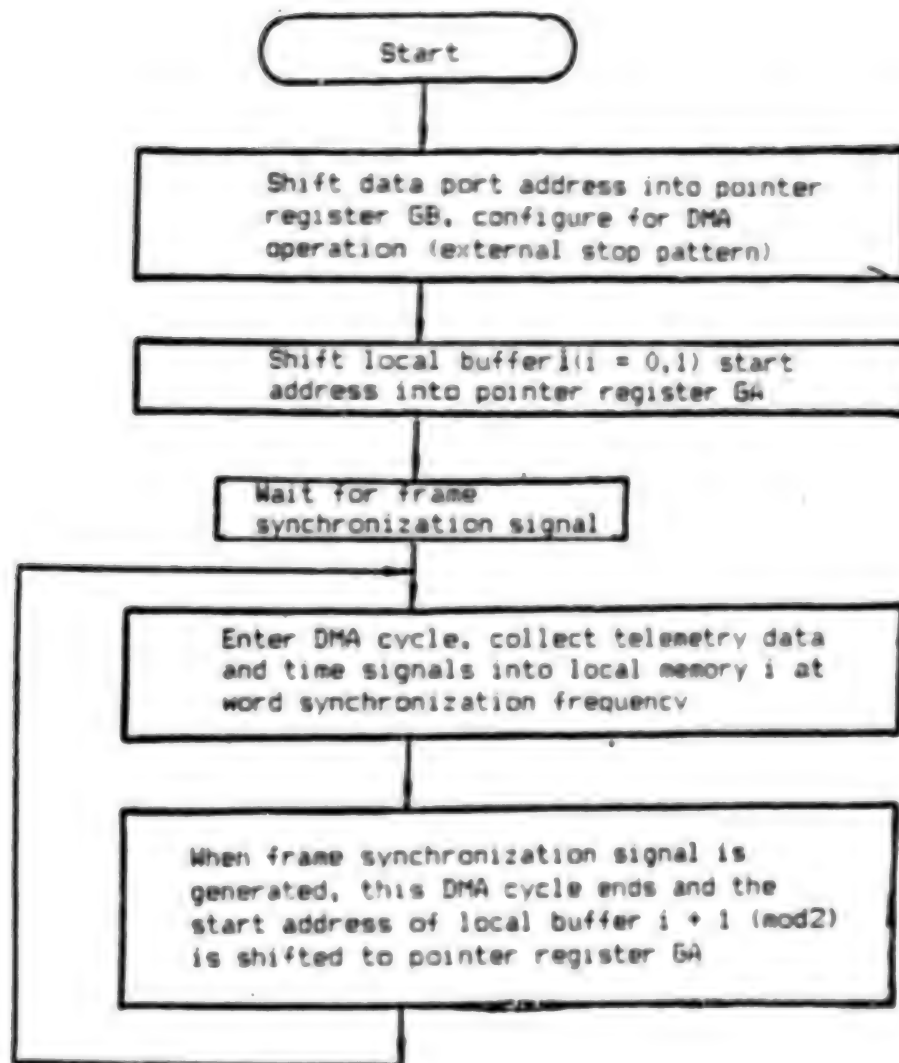 Start
Shift data port address into pointer
register GB, configure for DMA
operation (external stop pattern)
Shift local buffer i(i = 0,1) start
address into pointer register GA
Wait for frame
synchronization signal
Enter DMA cycle, collect telemetry data
and time signals into local memory i at
word synchronization frequency
When frame synchronization signal is
generated, this DMA cycle ends and the
start address of local buffer i + 1 (mod2)
is shifted to pointer register GA